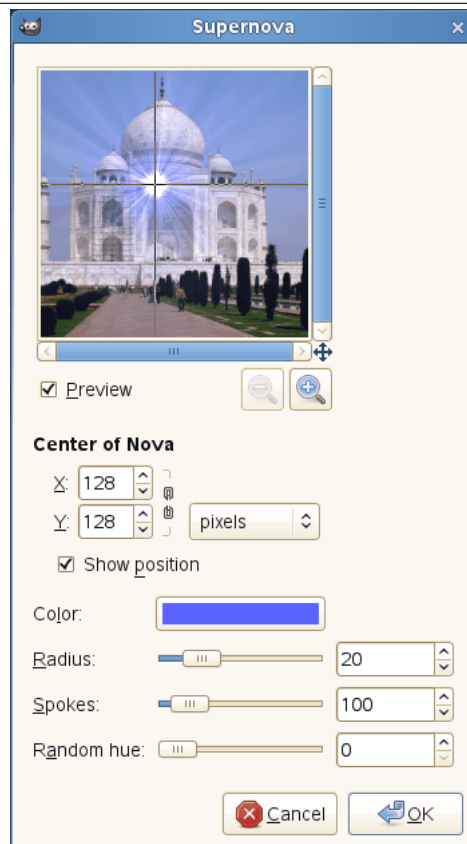 Supernova
Preview
Center of Nova
X: 128
Y: 128 pixels
Show position
Color:
Radius: 20
Spokes: 100
Random hue: 0
Cancel OK